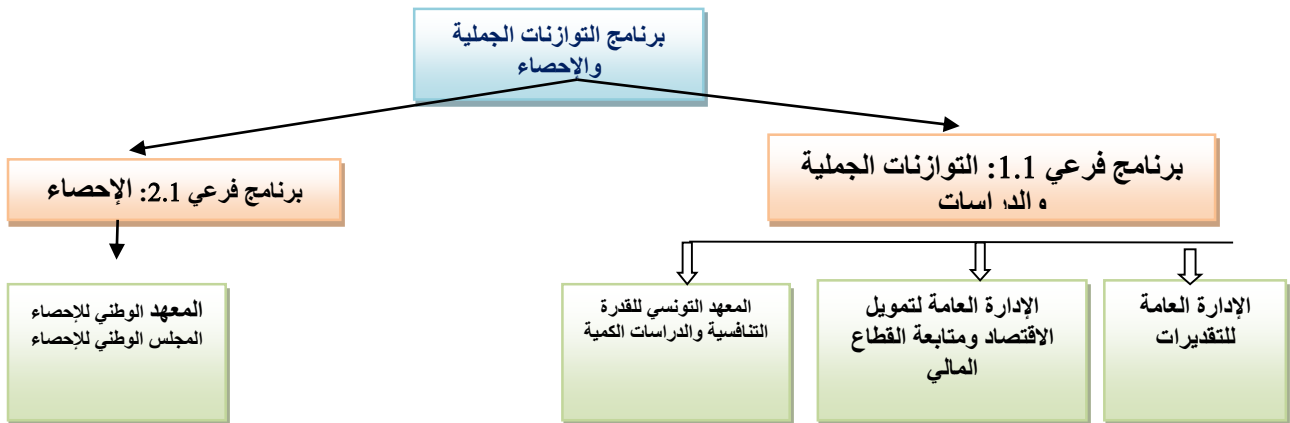 برنامج التوازنات الجملية
والإحصاء
برنامج فرعي 1.1: التوازنات الجملية
والدراسات
برنامج فرعي 2.1: الإحصاء
الإدارة العامة
للتقديرات
الإدارة العامة لتمويل
الاقتصاد ومتابعة القطاع
المالي
المعهد التونسي للقدرة
التنافسية والدراسات الكمية
المعهد الوطني للإحصاء
المجلس الوطني للإحصاء